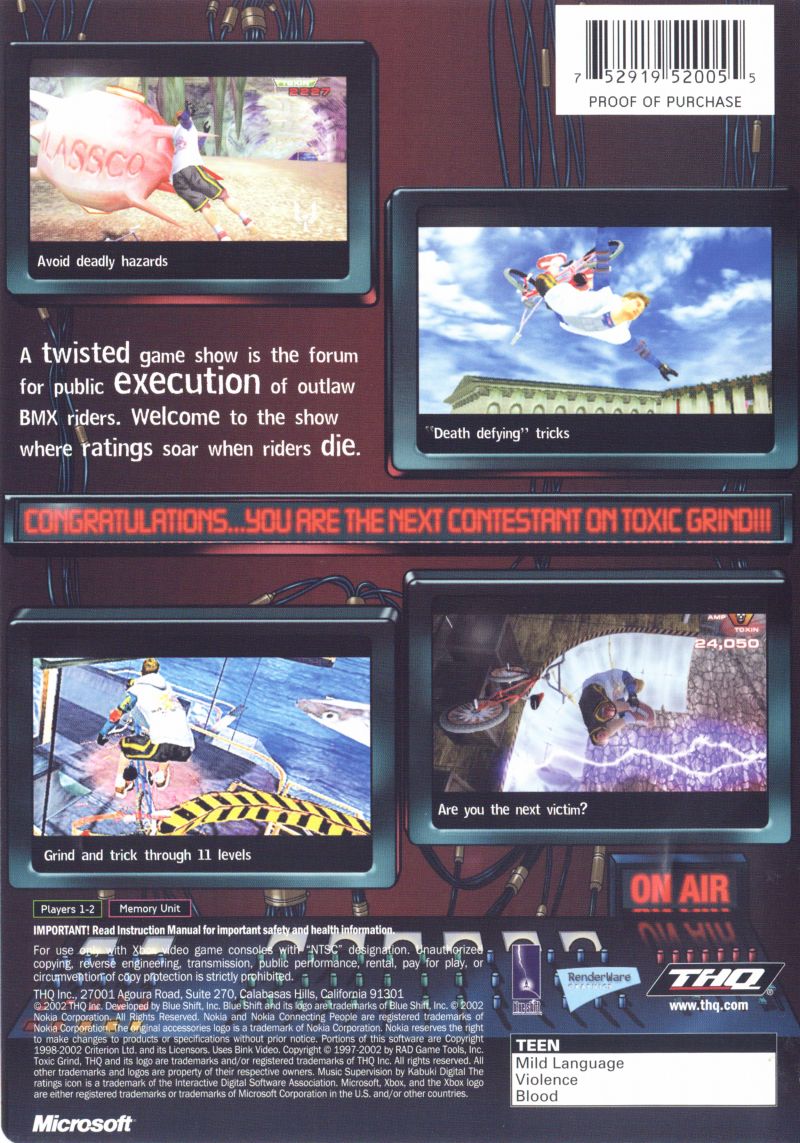 7 52919 52005 5
PROOF OF PURCHASE
2227
LASSCO
Avoid deadly hazards
"Death defying" tricks
A twisted game show is the forum
for public execution of outlaw
BMX riders. Welcome to the show
where ratings soar when riders die.
CONGRATULATIONS...YOU ARE THE NEXT CONTESTANT ON TOXIC GRIND!!!
AMP
TOXIN
24,050
Are you the next victim?
Grind and trick through 11 levels
ON AIR
Players 1-2 Memory Unit
IMPORTANT! Read Instruction Manual for important safety and health information.
For use only with Xbox video game consoles with "NTSC" designation. Unauthorized
copying, reverse engineering, transmission, public performance, rental, pay for play, or
circumvention of copy protection is strictly prohibited.
THQ Inc., 27001 Agoura Road, Suite 270, Calabasas Hills, California 91301
© 2002 THQ Inc. Developed by Blue Shift, Inc. Blue Shift and its logo are trademarks of Blue Shift, Inc. © 2002
Nokia Corporation. All Rights Reserved. Nokia and Nokia Connecting People are registered trademarks of
Nokia Corporation. The original accessories logo is a trademark of Nokia Corporation. Nokia reserves the right
to make changes to products or specifications without prior notice. Portions of this software are Copyright
1998-2002 Criterion Ltd. and its Licensors. Uses Bink Video. Copyright © 1997-2002 by RAD Game Tools, Inc.
Toxic Grind, THQ and its logo are trademarks and/or registered trademarks of THQ Inc. All rights reserved. All
other trademarks and logos are property of their respective owners. Music Supervision by Kabuki Digital The
ratings icon is a trademark of the Interactive Digital Software Association. Microsoft, Xbox, and the Xbox logo
are either registered trademarks or trademarks of Microsoft Corporation in the U.S. and/or other countries.
blueshift
RenderWare
GRAPHICS
THQ®
www.thq.com
TEEN
Mild Language
Violence
Blood
Microsoft